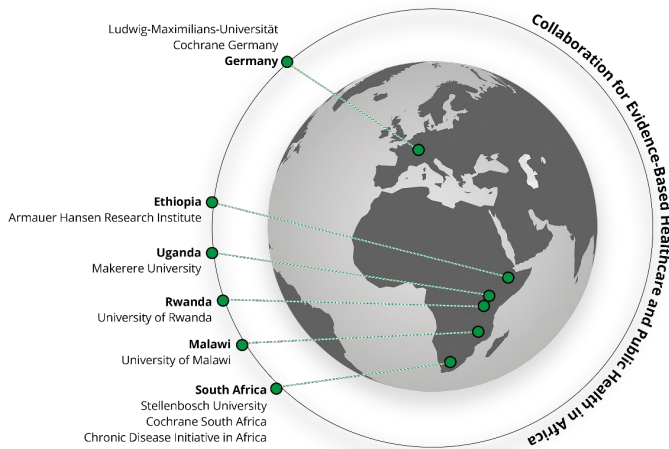 Ludwig-Maximilians-Universität
Cochrane Germany
Germany
Ethiopia
Armauer Hansen Research Institute
Uganda
Makerere University
Rwanda
University of Rwanda
Malawi
University of Malawi
South Africa
Stellenbosch University
Cochrane South Africa
Chronic Disease Initiative in Africa
Collaboration for Evidence-Based Healthcare and Public Health in Africa